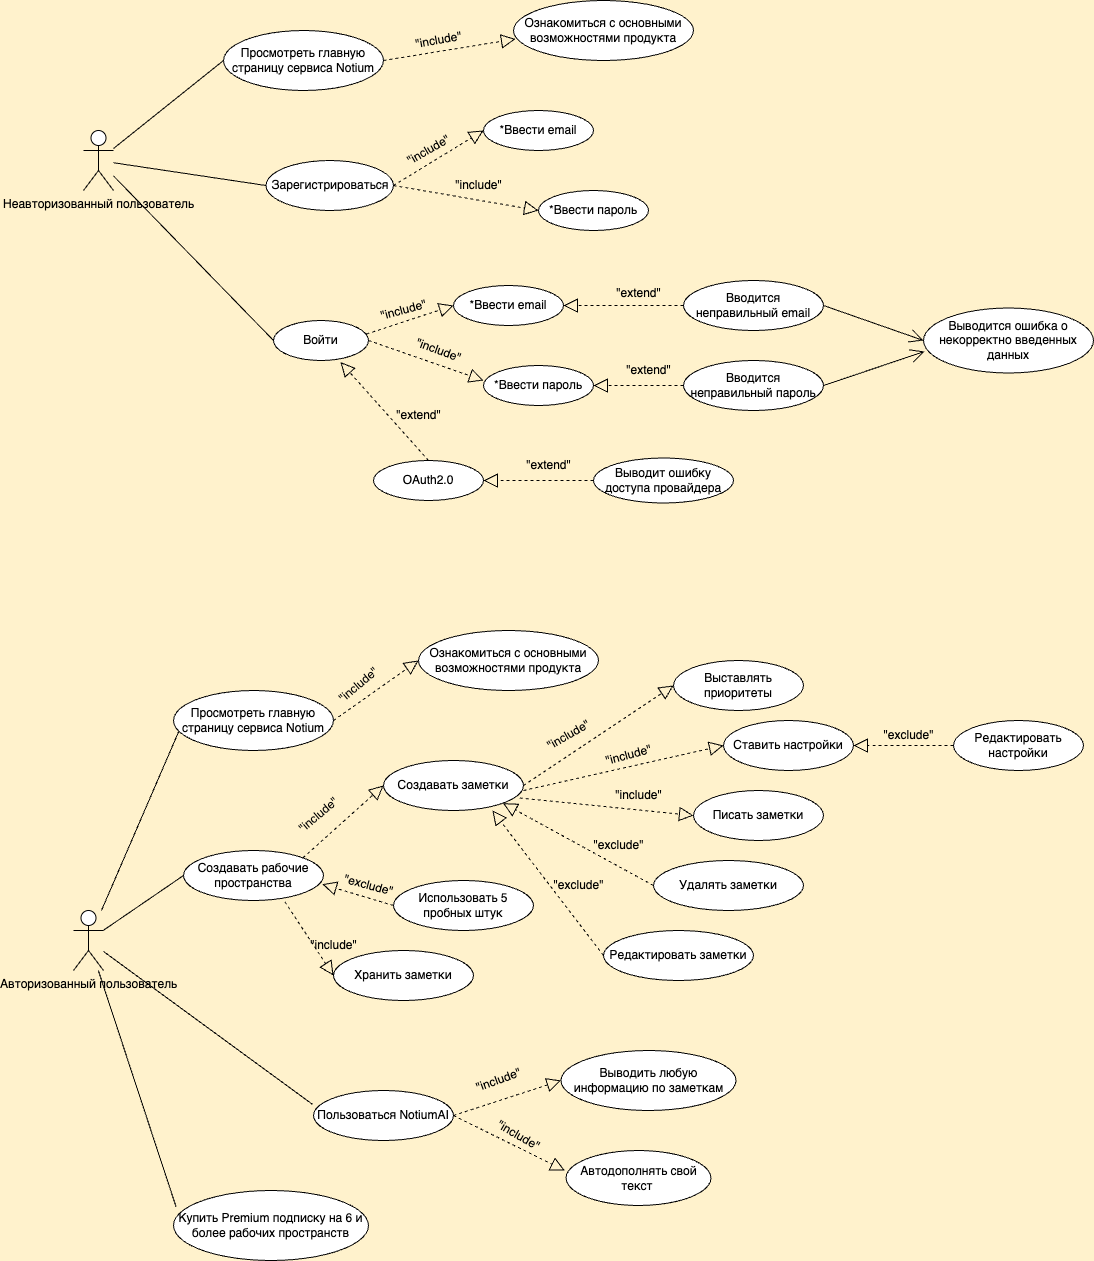 Ознакомиться с основными
возможностями продукта
"include"
Просмотреть главную
страницу сервиса Notium
*Ввести email
"include"
Зарегистрироваться
"include"
Неавторизованный пользователь
*Ввести пароль
"include"
*Ввести email
"extend"
Вводится
неправильный email
Войти
"include"
Выводится ошибка о
некорректно введенных
данных
*Ввести пароль
"extend"
Вводится
неправильный пароль
"extend"
OAuth2.0
"extend"
Выводит ошибку
доступа провайдера
Ознакомиться с основными
возможностями продукта
"include"
Просмотреть главную
страницу сервиса Notium
Выставлять
приоритеты
"include"
"include"
Ставить настройки
"exclude"
Редактировать
настройки
Создавать заметки
"include"
Писать заметки
"include"
"exclude"
Создавать рабочие
пространства
"exclude"
"exclude"
Удалять заметки
Использовать 5
пробных штук
"include"
Редактировать заметки
Хранить заметки
Авторизованный пользователь
Выводить любую
информацию по заметкам
"include"
Пользоваться NotiumAI
"include"
Автодополнять свой
текст
Купить Premium подписку на 6 и
более рабочих пространств